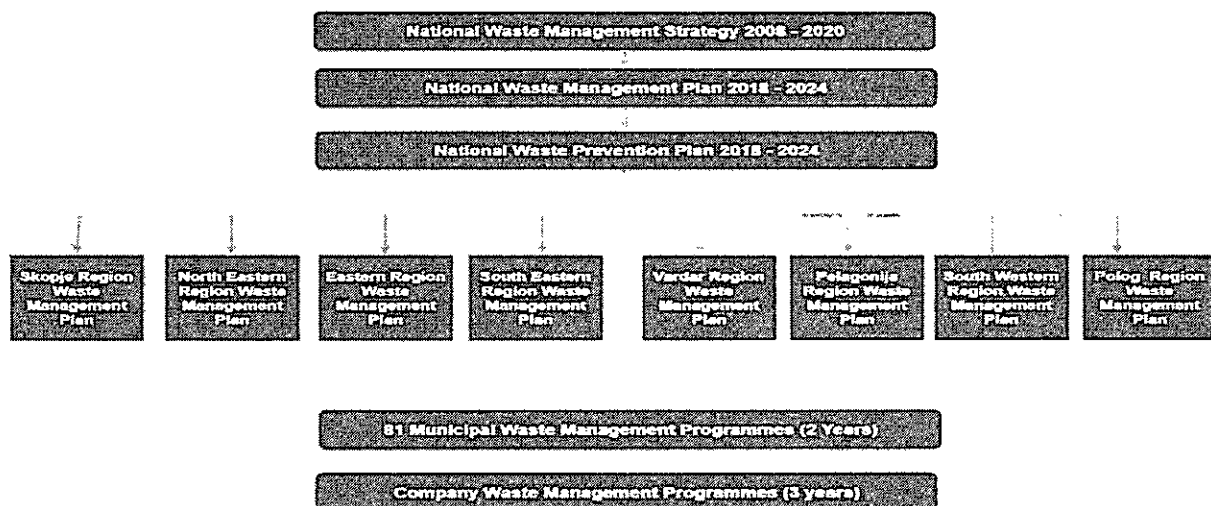 National Waste Management Strategy 2008 - 2020
National Waste Management Plan 2018 - 2024
National Waste Prevention Plan 2018 - 2024
Skopje Region
Waste
Management
Plan
North Eastern
Region Waste
Management
Plan
Eastern Region
Waste
Management
Plan
South Eastern
Region Waste
Management
Plan
Vardar Region
Waste
Management
Plan
Pelagonija
Region Waste
Management
Plan
South Western
Region Waste
Management
Plan
Polog Region
Waste
Management
Plan
81 Municipal Waste Management Programmes (2 Years)
Company Waste Management Programmes (3 years)